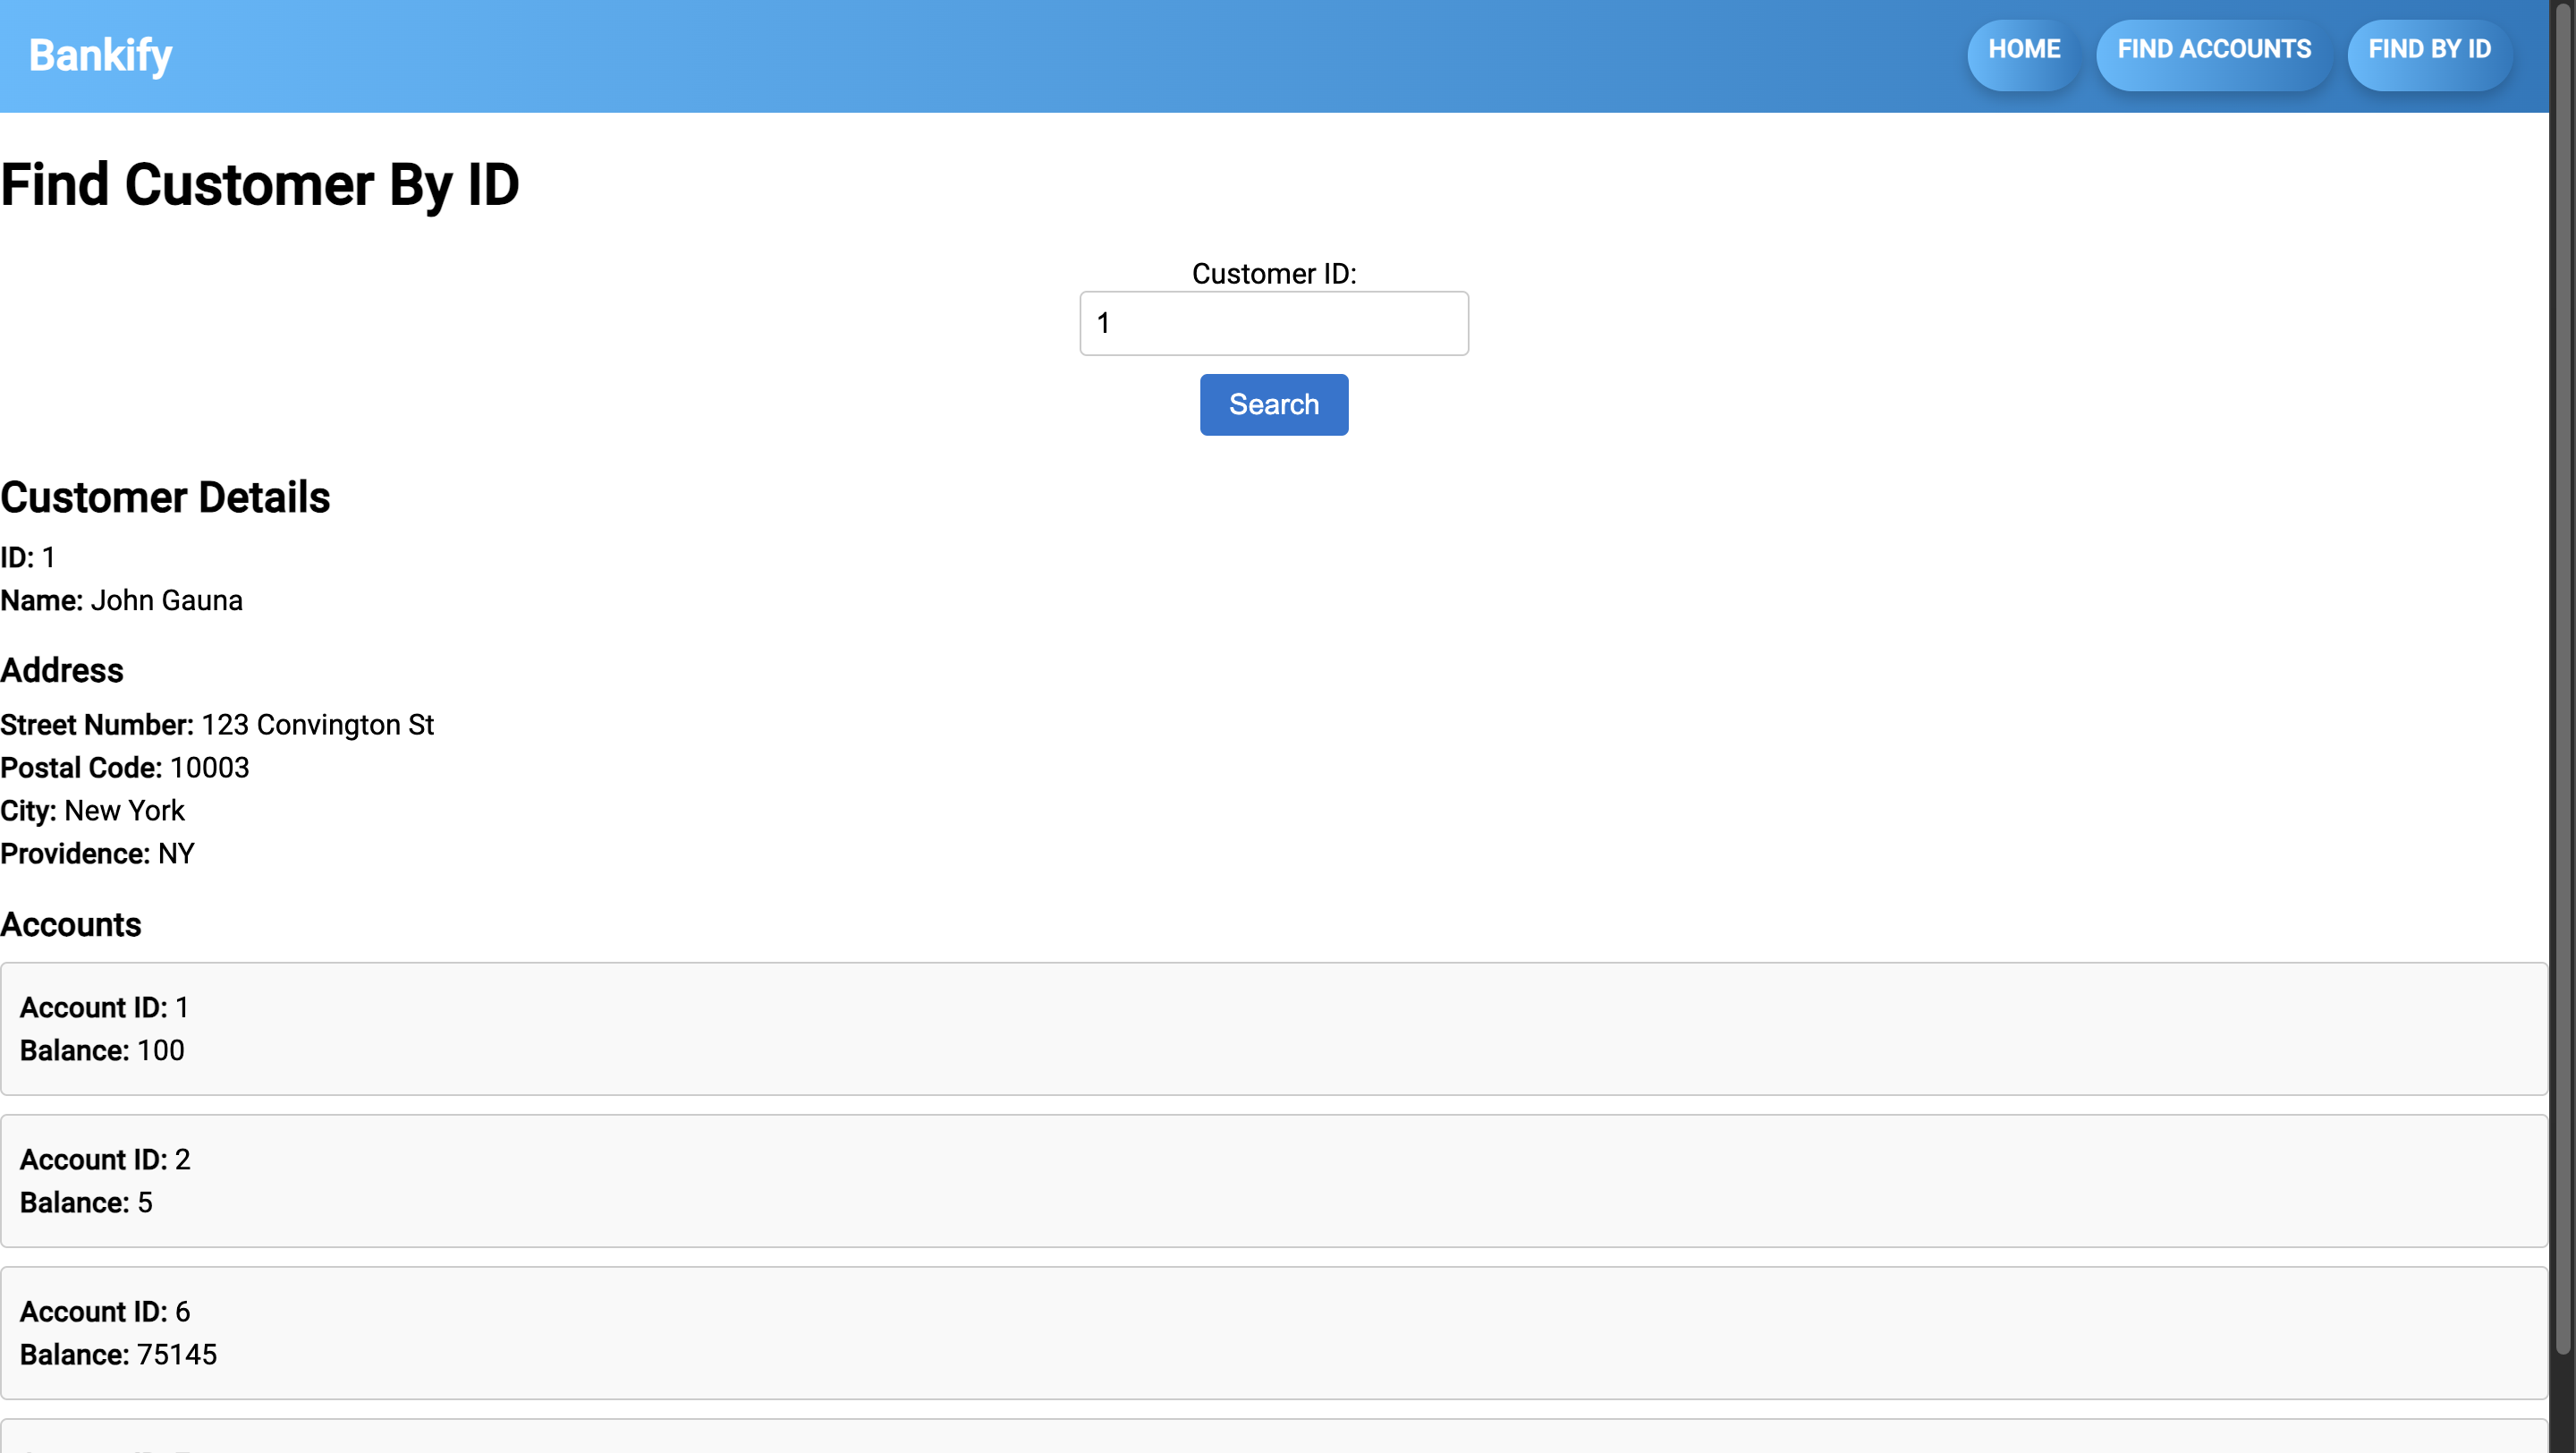 Bankify
HOME
FIND ACCOUNTS
FIND BY ID
Find Customer By ID
Customer ID:
1
Search
Customer Details
ID: 1
Name: John Gauna
Address
Street Number: 123 Convington St
Postal Code: 10003
City: New York
Providence: NY
Accounts
Account ID: 1
Balance: 100
Account ID: 2
Balance: 5
Account ID: 6
Balance: 75145